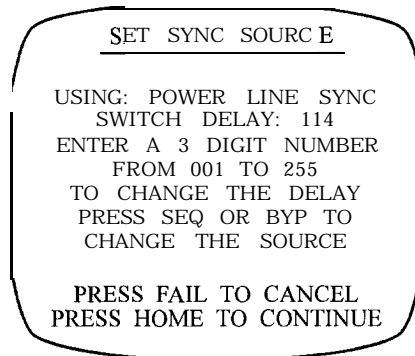 SET SYNC SOURCE
USING: POWER LINE SYNC
SWITCH DELAY: 114
ENTER A 3 DIGIT NUMBER
FROM 001 TO 255
TO CHANGE THE DELAY
PRESS SEQ OR BYP TO
CHANGE THE SOURCE
PRESS FAIL TO CANCEL
PRESS HOME TO CONTINUE